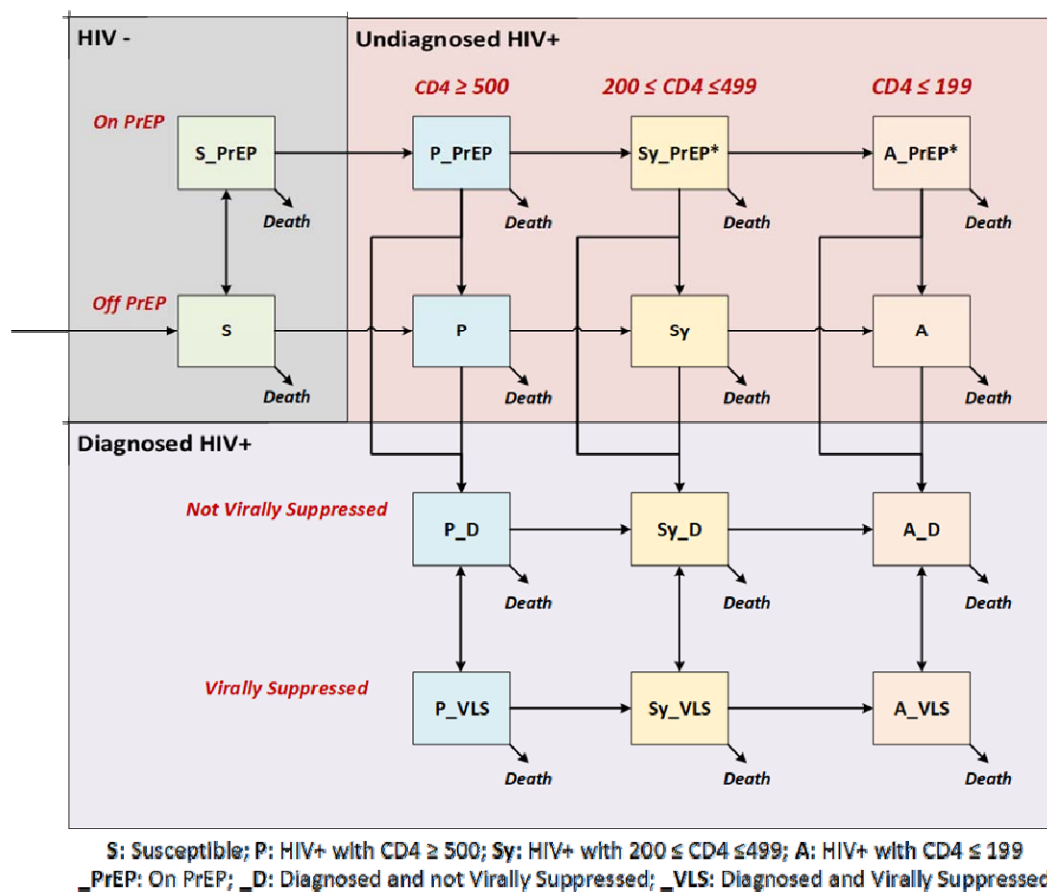 HIV -
Undiagnosed HIV+
CD4 ≥ 500
200 ≤ CD4 ≤499
CD4 ≤ 199
On PrEP
S_PrEP
P_PrEP
Sy_PrEP*
A_PrEP*
Death
Death
Death
Death
Off PrEP
S
P
Sy
A
Death
Death
Death
Death
Diagnosed HIV+
Not Virally Suppressed
P_D
Sy_D
A_D
Death
Death
Death
Virally Suppressed
P_VLS
Sy_VLS
A_VLS
Death
Death
Death
S: Susceptible; P: HIV+ with CD4 ≥ 500; Sy: HIV+ with 200 ≤ CD4 ≤499; A: HIV+ with CD4 ≤ 199
_PrEP: On PrEP; _D: Diagnosed and not Virally Suppressed; _VLS: Diagnosed and Virally Suppressed